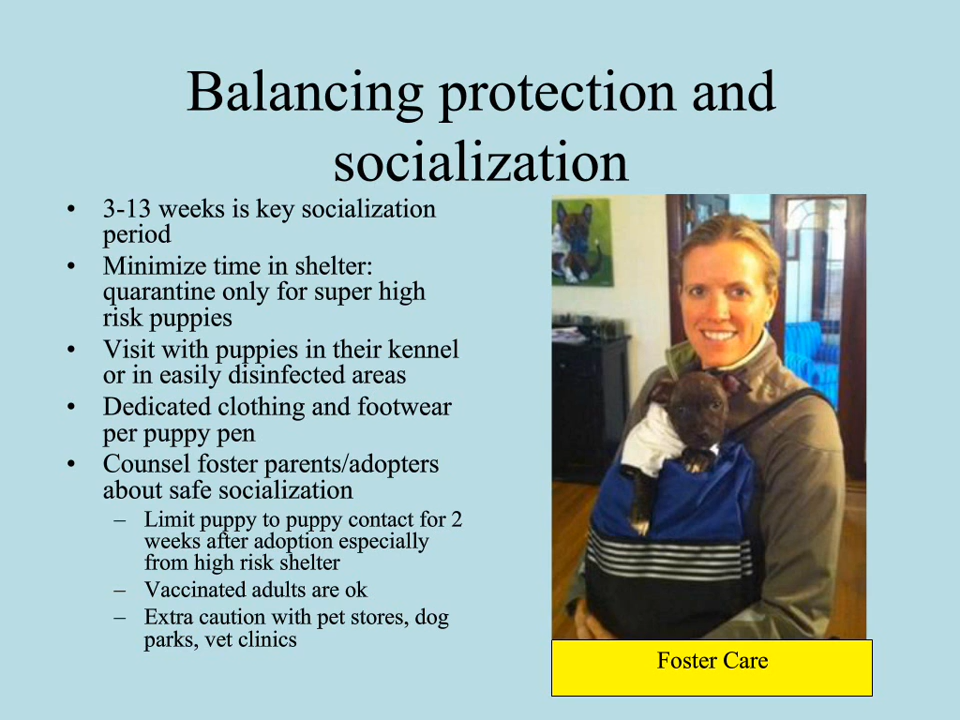 Balancing protection and
socialization
• 3-13 weeks is key socialization
period
• Minimize time in shelter:
quarantine only for super high
risk puppies
• Visit with puppies in their kennel
or in easily disinfected areas
• Dedicated clothing and footwear
per puppy pen
• Counsel foster parents/adopters
about safe socialization
– Limit puppy to puppy contact for 2
weeks after adoption especially
from high risk shelter
– Vaccinated adults are ok
– Extra caution with pet stores, dog
parks, vet clinics
Foster Care